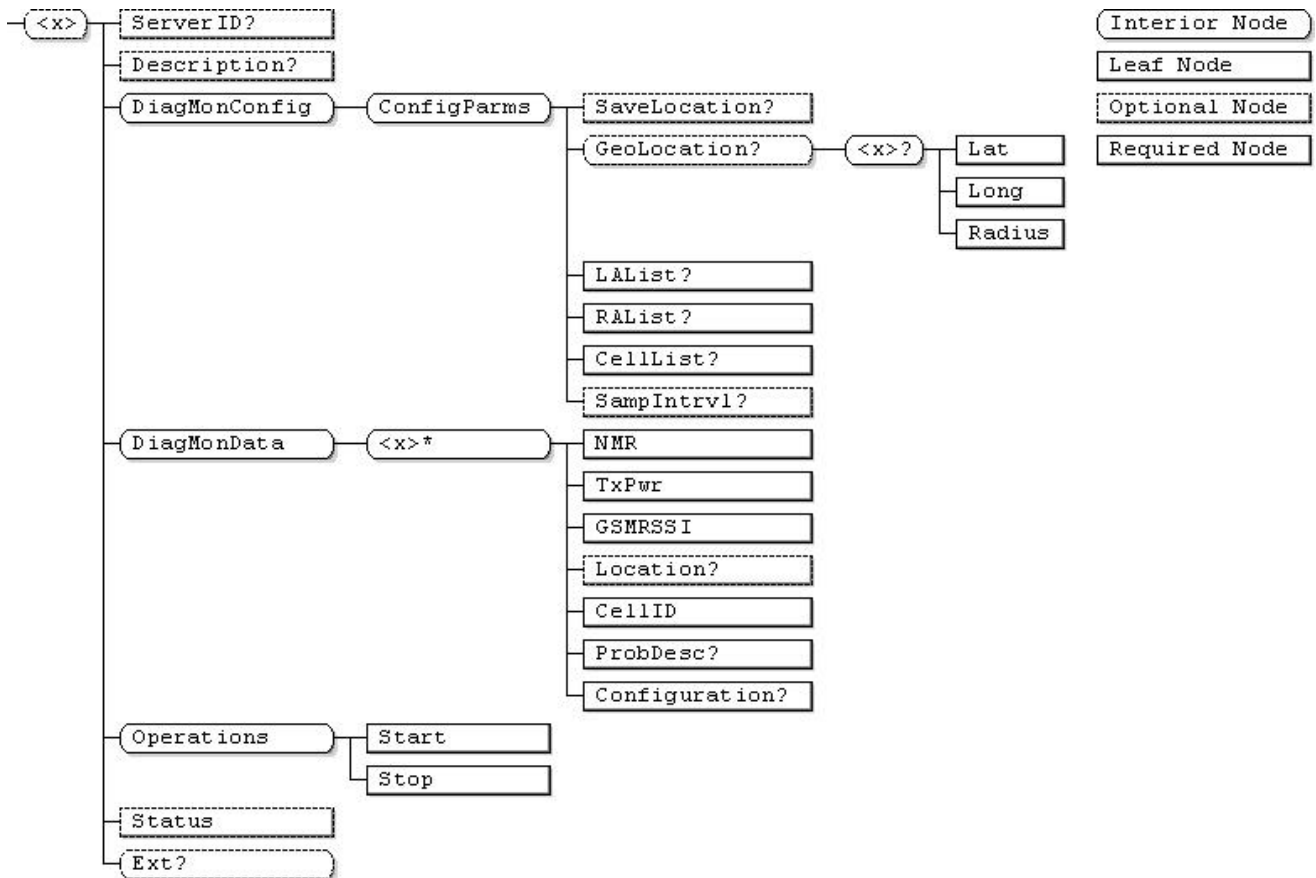 <x>
ServerID?
Interior Node
Description?
Leaf Node
DiagMonConfig
ConfigParms
SaveLocation?
Optional Node
GeoLocation?
<x>?
Lat
Required Node
Long
Radius
LAList?
RAList?
CellList?
SampIntrvl?
DiagMonData
<x>*
NMR
TxPwr
GSMRSSI
Location?
CellID
ProbDesc?
Configuration?
Operations
Start
Stop
Status
Ext?